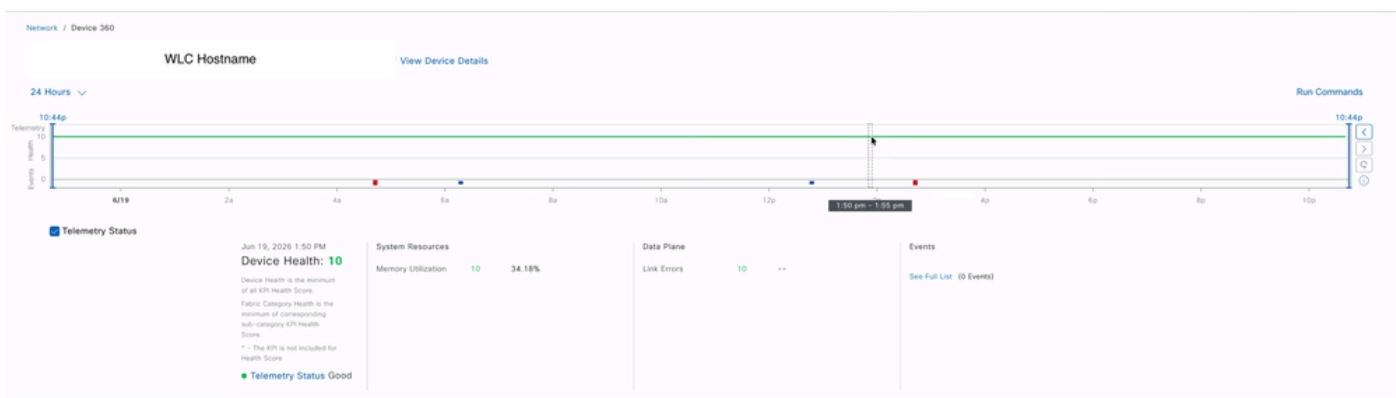 Network / Device 360
WLC Hostname
View Device Details
24 Hours
Run Commands
10:44p
10:44p
Telemetry
10
Health
5
Events
0
6/19
2a
4a
6a
8a
10a
12p
4p
6p
8p
10p
1:50 pm - 1:55 pm
Telemetry Status
Jun 19, 2026 1:50 PM
Device Health: 10
Device Health is the minimum
of all KPI Health Score.
Fabric Category Health is the
minimum of corresponding
sub-category KPI Health
Score.
* - The KPI is not included for
Health Score
Telemetry Status Good
System Resources
Memory Utilization 10 34.18%
Data Plane
Link Errors 10 --
Events
See Full List (0 Events)